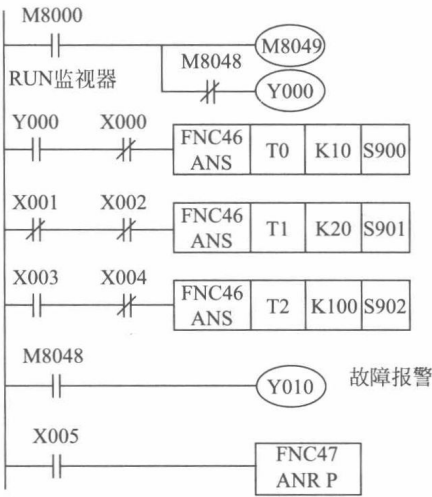 M8000
M8049
RUN监视器
M8048
Y000
Y000 X000
FNC46 ANS T0 K10 S900
X001 X002
FNC46 ANS T1 K20 S901
X003 X004
FNC46 ANS T2 K100 S902
M8048
Y010 故障报警
X005
FNC47
ANR P